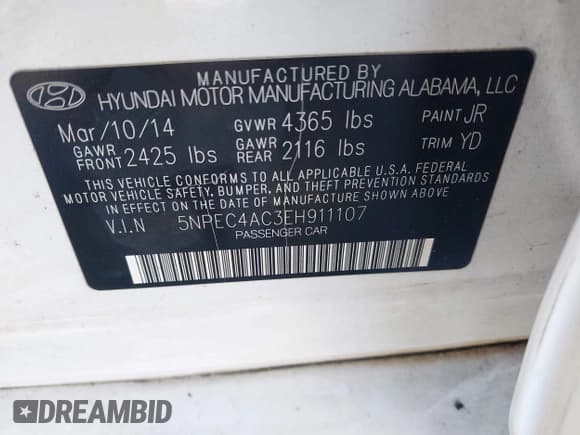 MANUFACTURED BY
HYUNDAI MOTOR MANUFACTURING ALABAMA, LLC
Mar/10/14 GVWR 4365 lbs PAINT JR
GAWR FRONT 2425 lbs GAWR REAR 2116 lbs TRIM YD
THIS VEHICLE CONFORMS TO ALL APPLICABLE U.S.A. FEDERAL
MOTOR VEHICLE SAFETY, BUMPER, AND THEFT PREVENTION STANDARDS
IN EFFECT ON THE DATE OF MANUFACTURE SHOWN ABOVE
V.I.N 5NPEC4AC3EH911107
PASSENGER CAR
DREAMBID